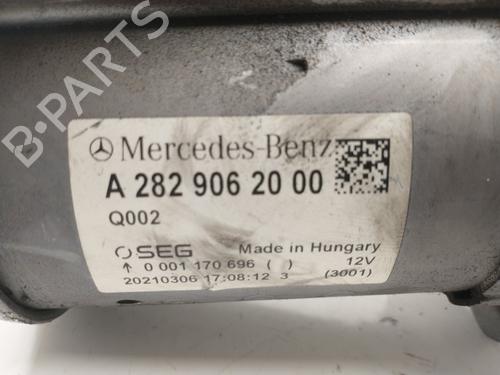 B-PARTS
Mercedes-Benz
A 282 906 20 00
Q002
SEG Made in Hungary
↑ 0 001 170 696 ( ) 12V
20210306 17:08:12 3 (3001)